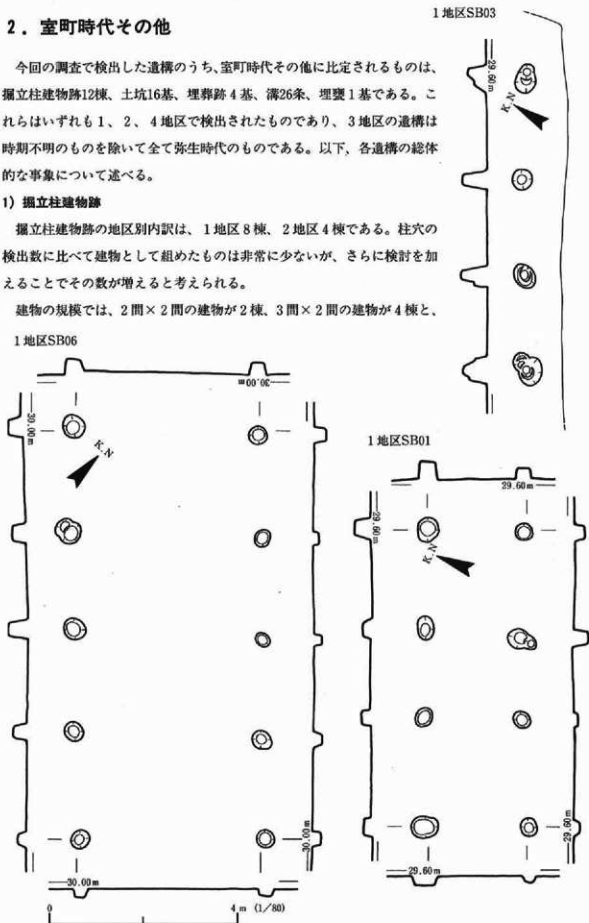 2．室町時代その他
1地区SB03
今回の調査で検出した遺構のうち、室町時代その他に比定されるものは、
掘立柱建物跡12棟、土坑16基、埋葬跡4基、溝26条、埋甕1基である。こ
れらはいずれも1、2、4地区で検出されたものであり、3地区の遺構は
時期不明のものを除いて全て弥生時代のものである。以下、各遺構の総体
的な事象について述べる。
1）掘立柱建物跡
掘立柱建物跡の地区別内訳は、1地区8棟、2地区4棟である。柱穴の
検出数に比べて建物として組めたものは非常に少ないが、さらに検討を加
えることでその数が増えると考えられる。
建物の規模では、2間×2間の建物が2棟、3間×2間の建物が4棟と、
29.60m
K.N
1地区SB06
30.00m
30.00m
K.N
30.00m
30.00m
1地区SB01
29.60m
29.60m
K.N
29.60m
29.60m
0 4 m (1/80)